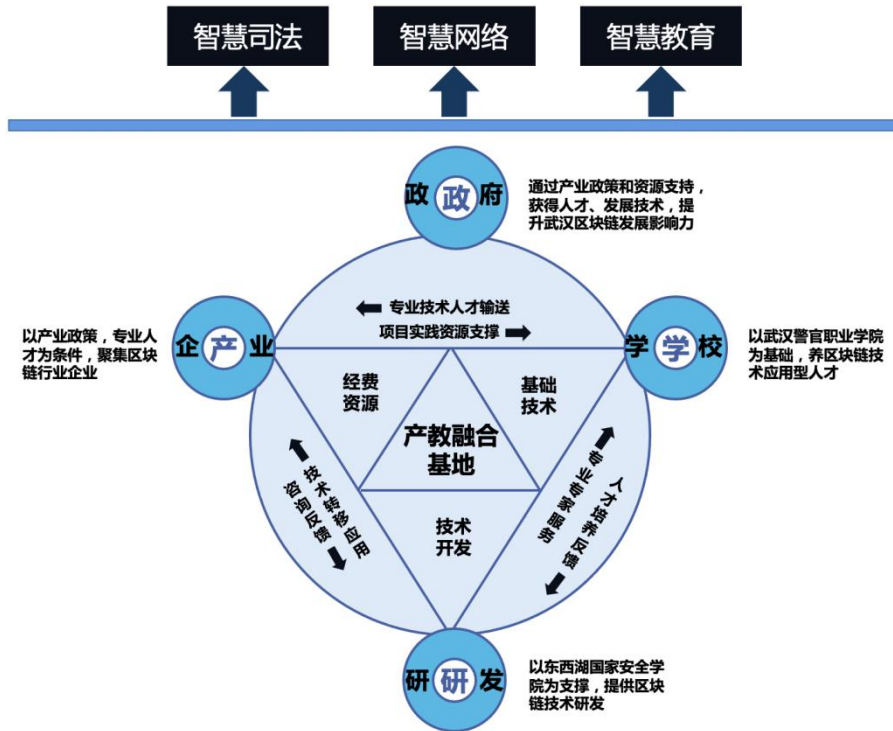 智慧司法
智慧网络
智慧教育
政政府
通过产业政策和资源支持，
获得人才、发展技术，提
升武汉区块链发展影响力
专业技术人才输送
项目实践资源支撑
企产业
以产业政策，专业人
才为条件，聚集区块
链行业企业
学学校
以武汉警官职业学院
为基础，养区块链技
术应用型人才
经费
资源
基础
技术
产教融合
基地
技术
开发
技术转移应用
咨询反馈
人才培养反馈
专业专家服务
研研发
以东西湖国家安全学
院为支撑，提供区块
链技术研发